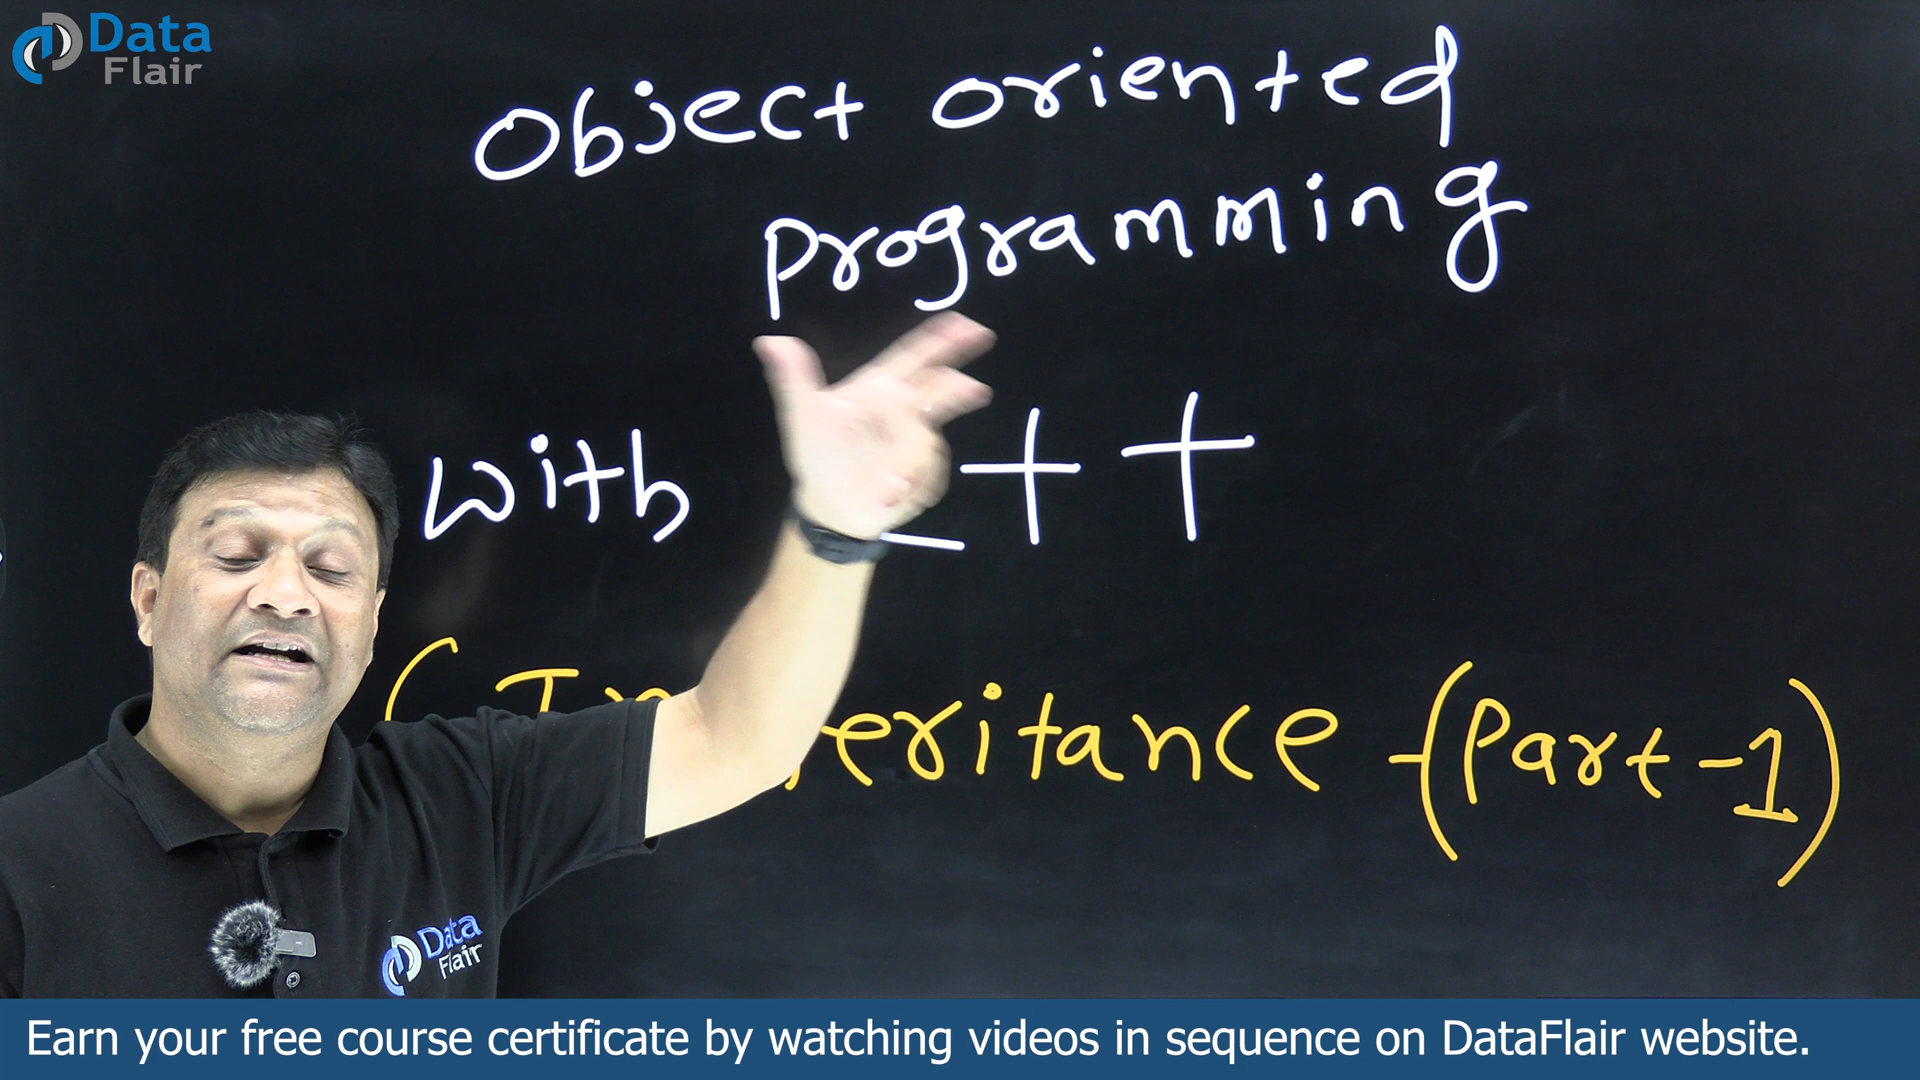 Data
Flair
Object oriented
programming
with ++
(Inheritance - (Part - 1)
Data
Flair
Earn your free course certificate by watching videos in sequence on DataFlair website.